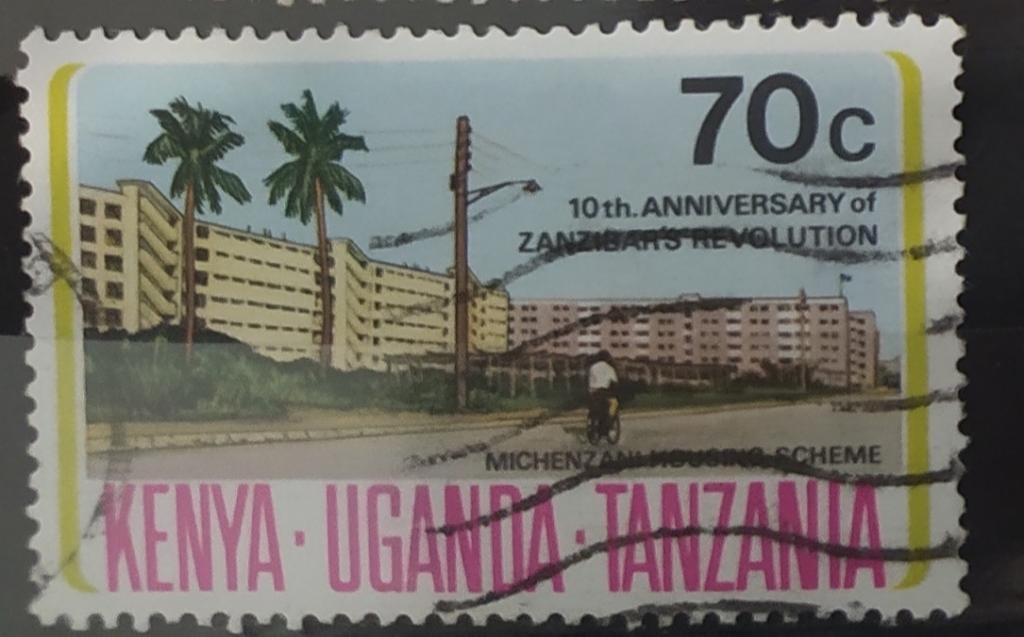 70c
10th. ANNIVERSARY of
ZANZIBAR'S REVOLUTION
MICHENZANI HOUSING SCHEME
KENYA · UGANDA · TANZANIA